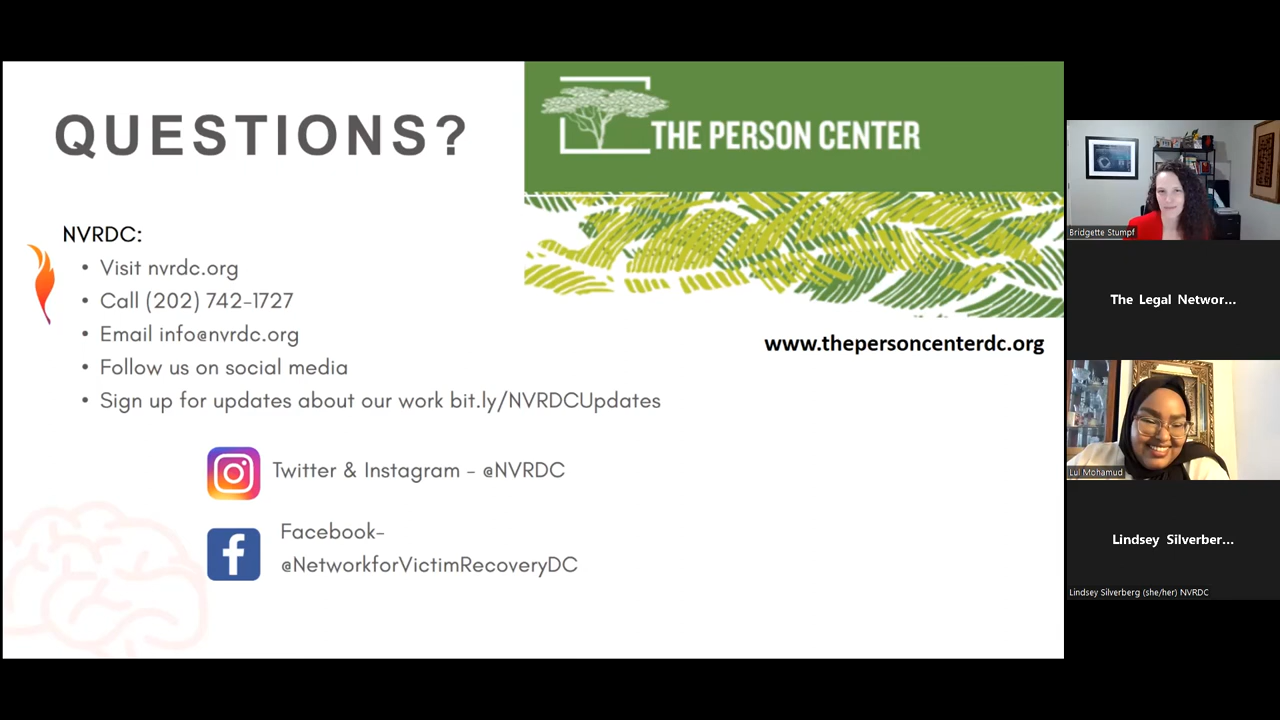 QUESTIONS?
THE PERSON CENTER
NVRDC:
• Visit nvrdc.org
• Call (202) 742-1727
• Email info@nvrdc.org
• Follow us on social media
• Sign up for updates about our work bit.ly/NVRDCUpdates
www.thepersoncenterdc.org
Twitter & Instagram - @NVRDC
Facebook-
@NetworkforVictimRecoveryDC
Bridgette Stumpf
The Legal Networ...
Lul Mohamud
Lindsey Silverber...
Lindsey Silverberg (she/her) NVRDC